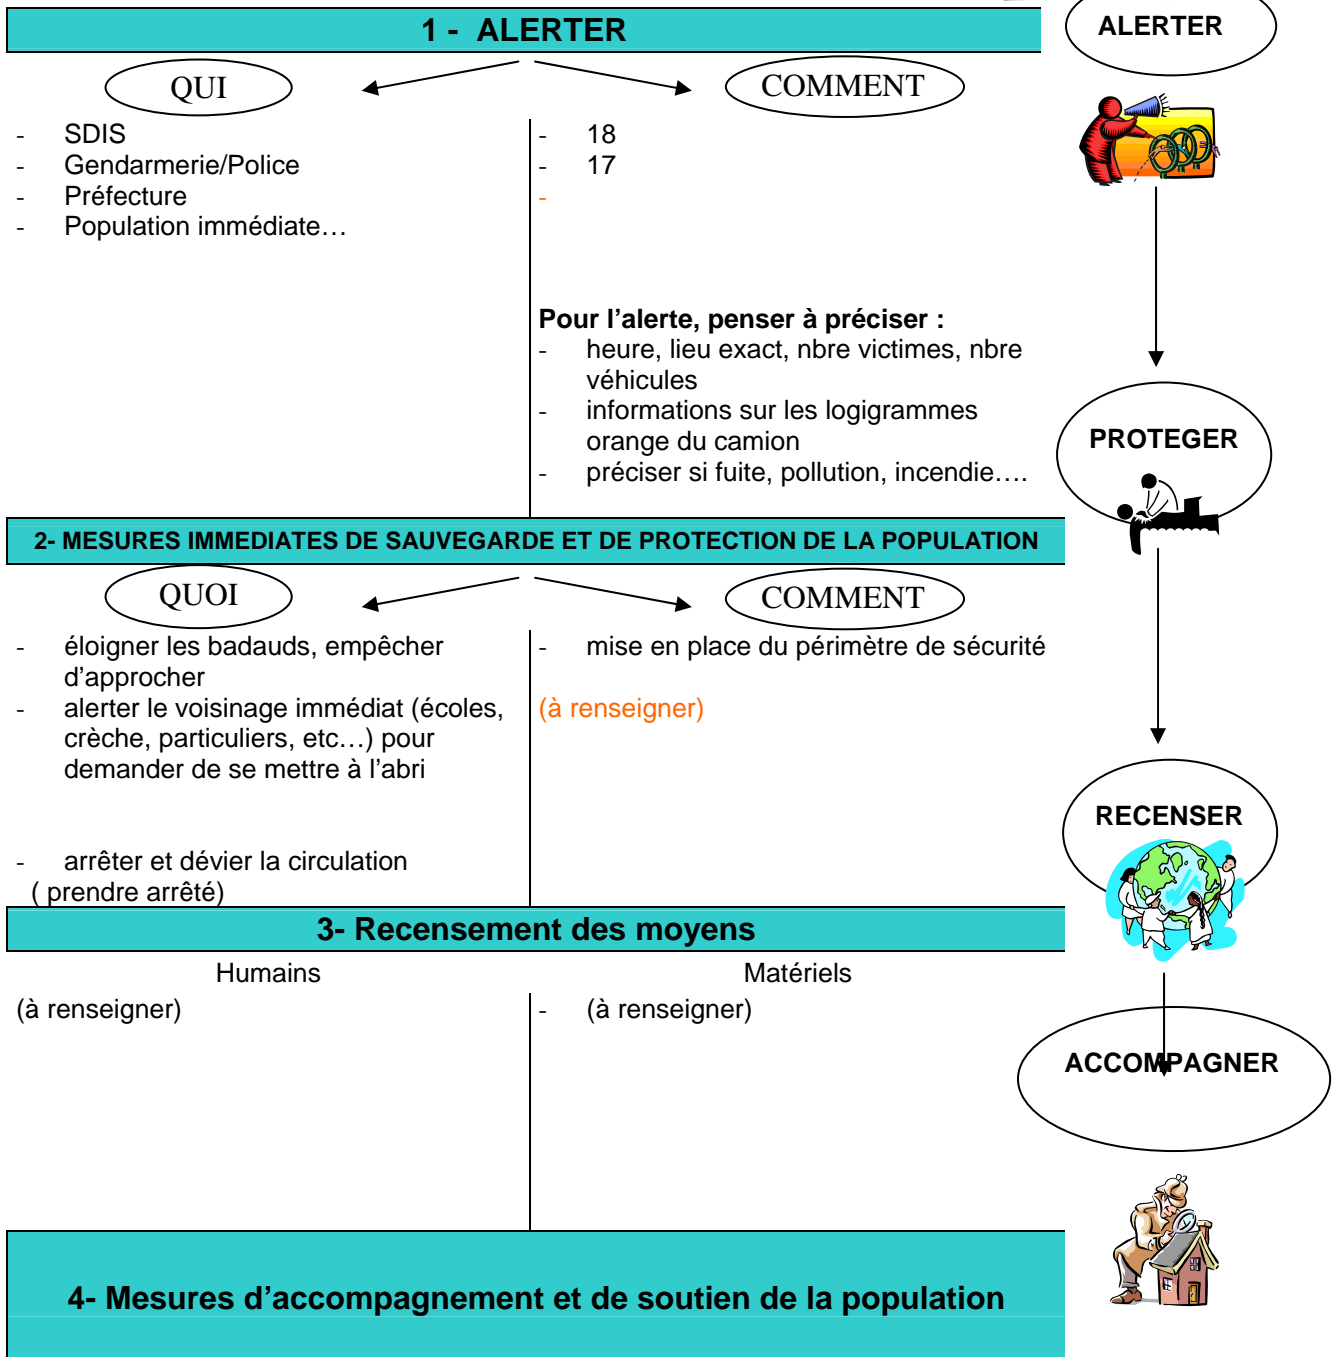 1 - ALERTER
QUI
COMMENT
- SDIS
- Gendarmerie/Police
- Préfecture
- Population immédiate…
- 18
- 17
-
Pour l’alerte, penser à préciser :
- heure, lieu exact, nbre victimes, nbre
véhicules
- informations sur les logigrammes
orange du camion
- préciser si fuite, pollution, incendie….
2- MESURES IMMEDIATES DE SAUVEGARDE ET DE PROTECTION DE LA POPULATION
QUOI
COMMENT
- éloigner les badauds, empêcher
d’approcher
- alerter le voisinage immédiat (écoles,
crèche, particuliers, etc…) pour
demander de se mettre à l’abri
- arrêter et dévier la circulation
( prendre arrêté)
- mise en place du périmètre de sécurité
(à renseigner)
3- Recensement des moyens
Humains
(à renseigner)
Matériels
- (à renseigner)
4- Mesures d’accompagnement et de soutien de la population
ALERTER
PROTEGER
RECENSER
ACCOMPAGNER